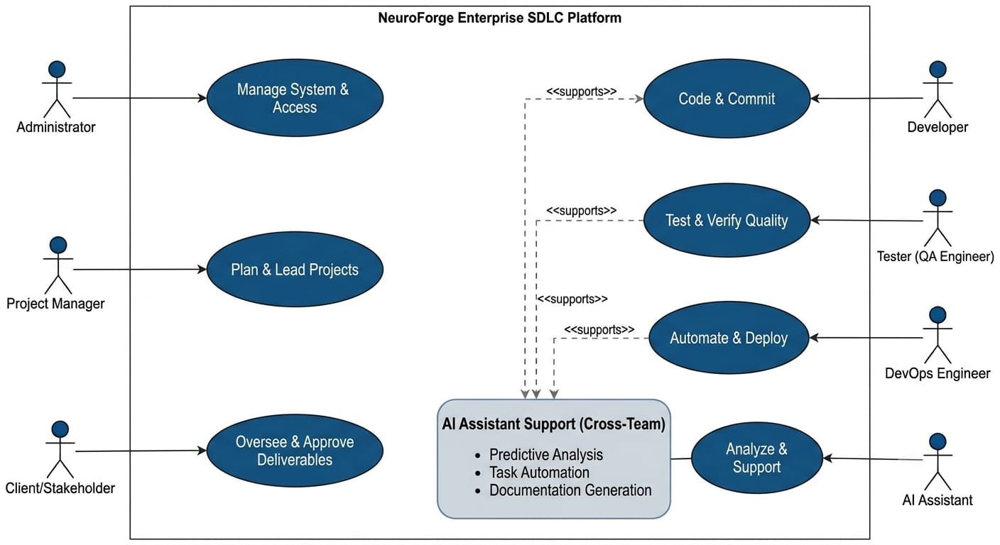 NeuroForge Enterprise SDLC Platform
Administrator
Manage System &
Access
Project Manager
Plan & Lead Projects
Client/Stakeholder
Oversee & Approve
Deliverables
<<supports>>
Code & Commit
Developer
<<supports>>
Test & Verify Quality
Tester (QA Engineer)
<<supports>>
<<supports>>
Automate & Deploy
DevOps Engineer
AI Assistant Support (Cross-Team)
• Predictive Analysis
• Task Automation
• Documentation Generation
Analyze &
Support
AI Assistant